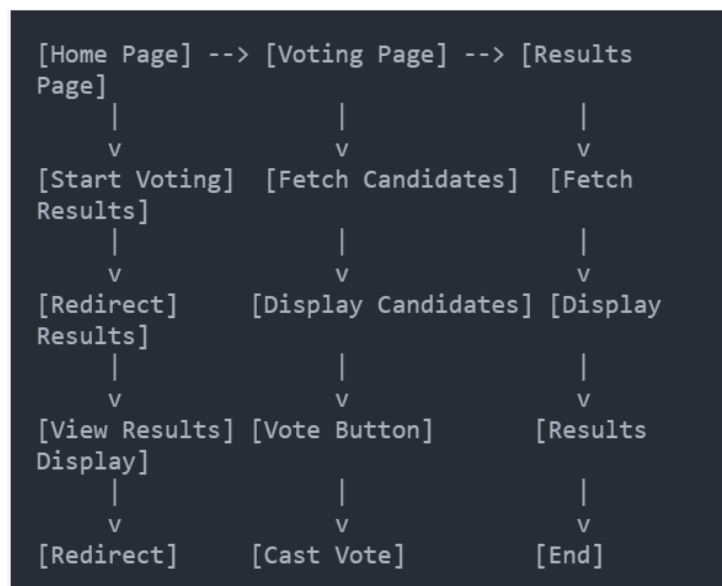 [Home Page] --> [Voting Page] --> [Results
Page]
      |                |                |
      v                v                v
[Start Voting]  [Fetch Candidates]  [Fetch
Results]
      |                |                |
      v                v                v
[Redirect]     [Display Candidates] [Display
Results]
      |                |                |
      v                v                v
[View Results] [Vote Button]       [Results
Display]
      |                |                |
      v                v                v
[Redirect]     [Cast Vote]         [End]